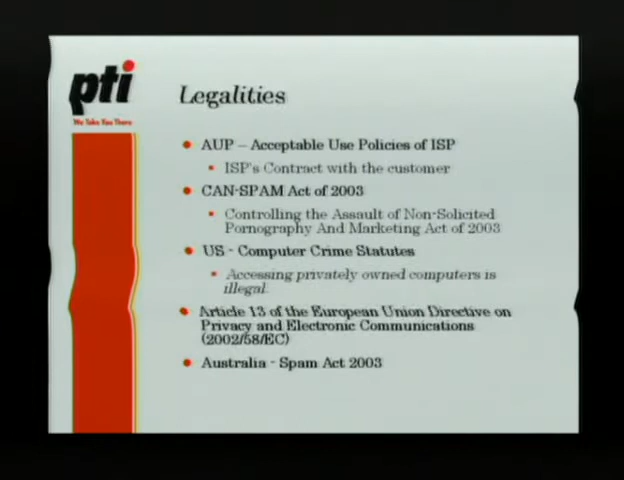 pti
We Take You There
Legalities
AUP – Acceptable Use Policies of ISP
ISP's Contract with the customer
CAN-SPAM Act of 2003
Controlling the Assault of Non-Solicited
Pornography And Marketing Act of 2003
US - Computer Crime Statutes
Accessing privately owned computers is
illegal.
Article 13 of the European Union Directive on
Privacy and Electronic Communications
(2002/58/EC)
Australia - Spam Act 2003